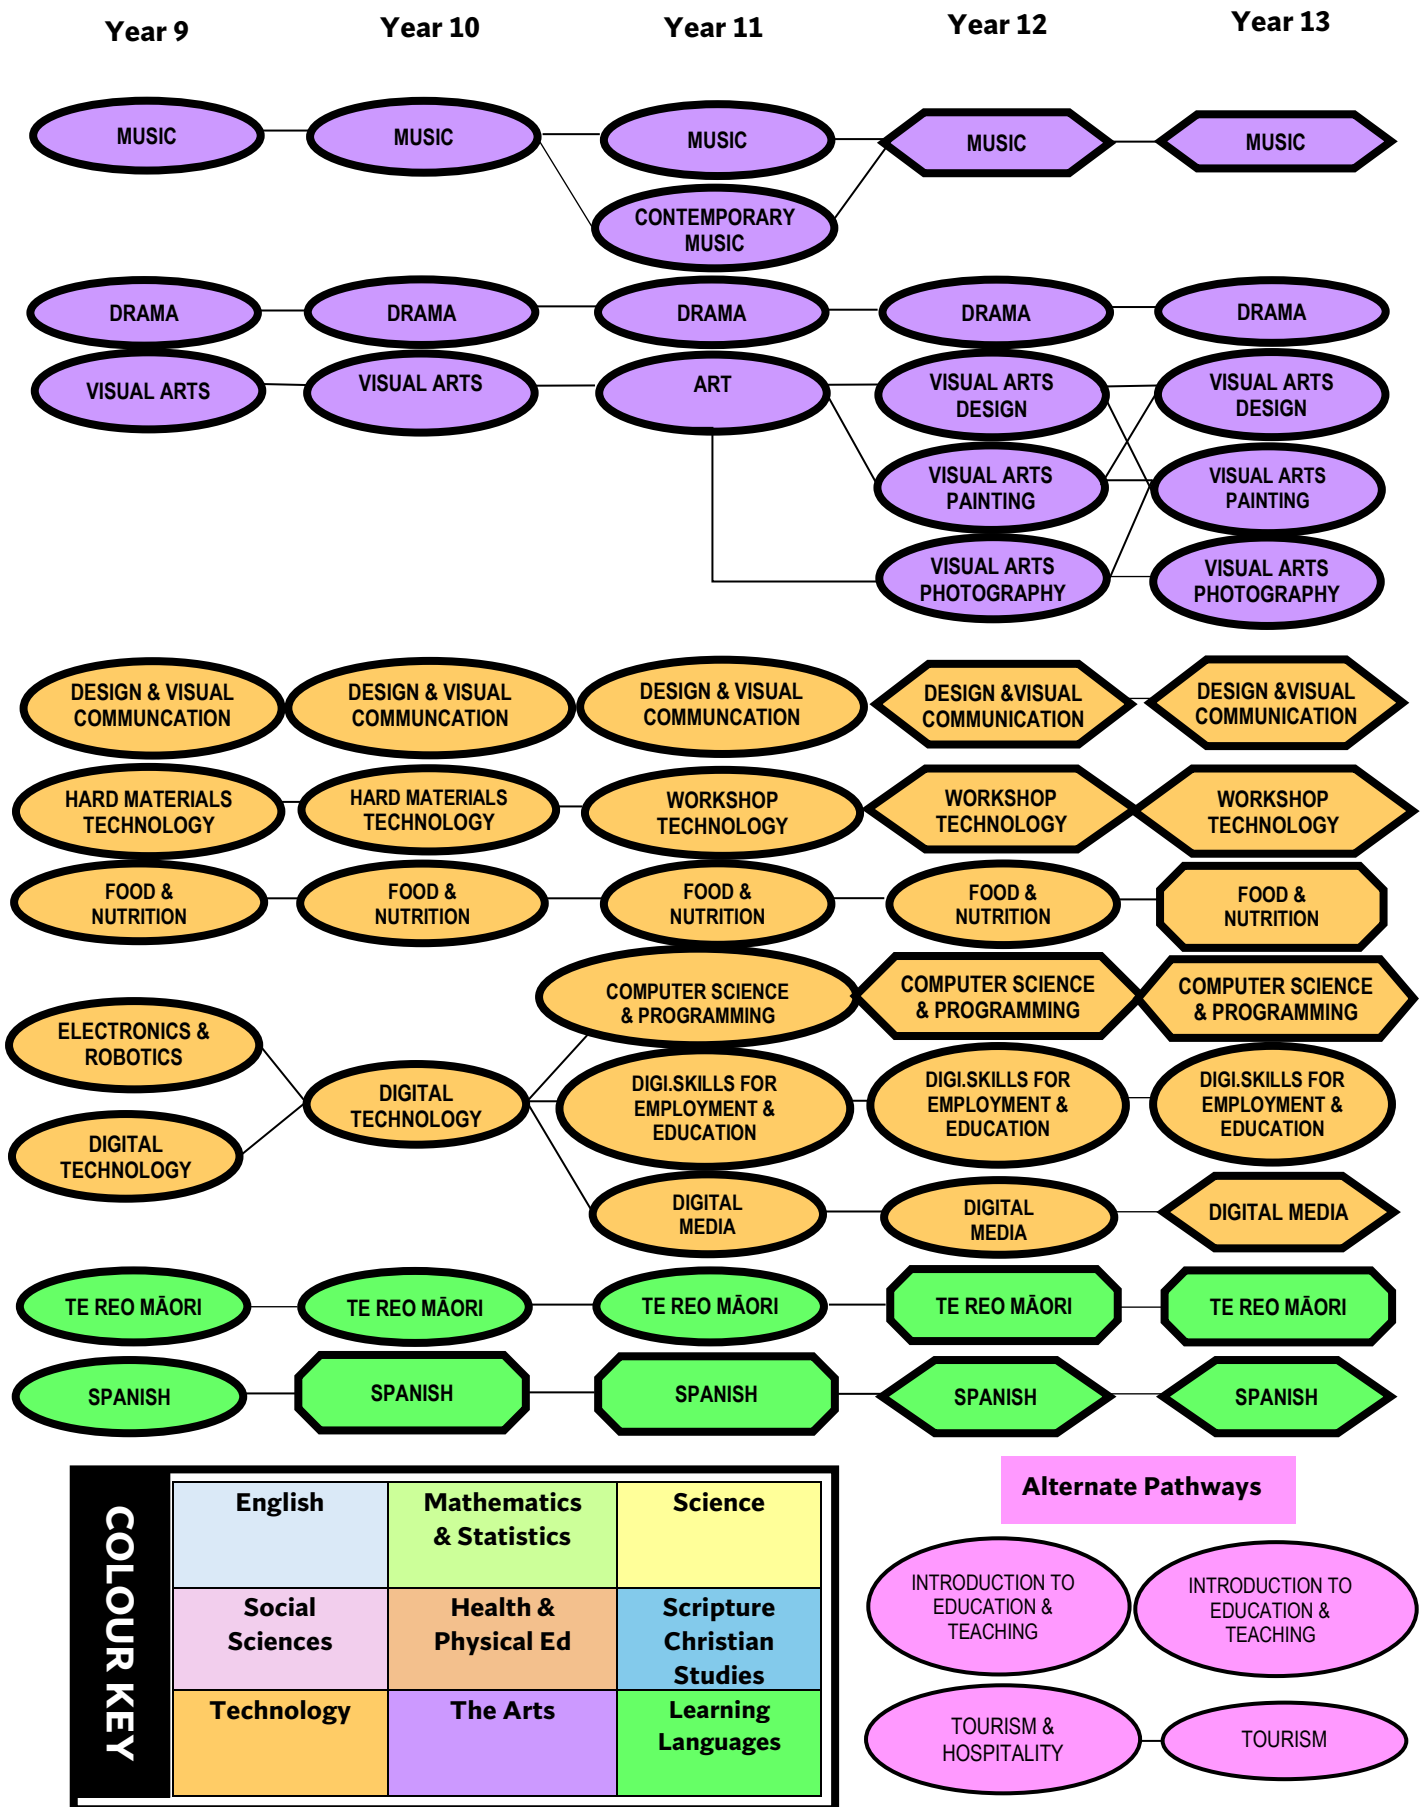 Year 9
Year 10
Year 11
Year 12
Year 13
MUSIC
MUSIC
MUSIC
MUSIC
MUSIC
CONTEMPORARY
MUSIC
DRAMA
DRAMA
DRAMA
DRAMA
DRAMA
VISUAL ARTS
VISUAL ARTS
ART
VISUAL ARTS
DESIGN
VISUAL ARTS
DESIGN
VISUAL ARTS
PAINTING
VISUAL ARTS
PAINTING
VISUAL ARTS
PHOTOGRAPHY
VISUAL ARTS
PHOTOGRAPHY
DESIGN & VISUAL
COMMUNCATION
DESIGN & VISUAL
COMMUNCATION
DESIGN & VISUAL
COMMUNCATION
DESIGN &VISUAL
COMMUNICATION
DESIGN &VISUAL
COMMUNICATION
HARD MATERIALS
TECHNOLOGY
HARD MATERIALS
TECHNOLOGY
WORKSHOP
TECHNOLOGY
WORKSHOP
TECHNOLOGY
WORKSHOP
TECHNOLOGY
FOOD &
NUTRITION
FOOD &
NUTRITION
FOOD &
NUTRITION
FOOD &
NUTRITION
FOOD &
NUTRITION
COMPUTER SCIENCE
& PROGRAMMING
COMPUTER SCIENCE
& PROGRAMMING
COMPUTER SCIENCE
& PROGRAMMING
ELECTRONICS &
ROBOTICS
DIGITAL
TECHNOLOGY
DIGITAL
TECHNOLOGY
DIGI.SKILLS FOR
EMPLOYMENT &
EDUCATION
DIGI.SKILLS FOR
EMPLOYMENT &
EDUCATION
DIGI.SKILLS FOR
EMPLOYMENT &
EDUCATION
DIGITAL
MEDIA
DIGITAL
MEDIA
DIGITAL MEDIA
TE REO MĀORI
TE REO MĀORI
TE REO MĀORI
TE REO MĀORI
TE REO MĀORI
SPANISH
SPANISH
SPANISH
SPANISH
SPANISH
COLOUR KEY
English
Mathematics
& Statistics
Science
Social
Sciences
Health &
Physical Ed
Scripture
Christian
Studies
Technology
The Arts
Learning
Languages
Alternate Pathways
INTRODUCTION TO
EDUCATION &
TEACHING
INTRODUCTION TO
EDUCATION &
TEACHING
TOURISM &
HOSPITALITY
TOURISM